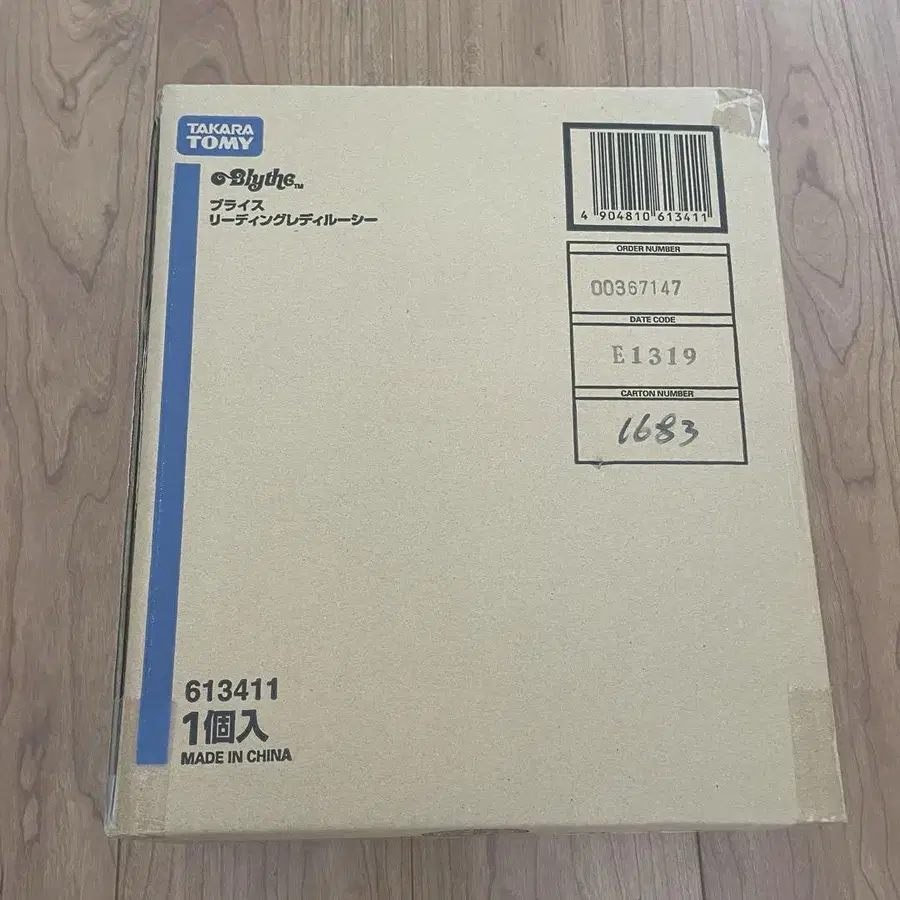 TAKARA
TOMY
Blythe™
ブライス
リーディングレディルーシー
4 904810 613411
ORDER NUMBER
00367147
DATE CODE
E1319
CARTON NUMBER
1683
613411
1個入
MADE IN CHINA